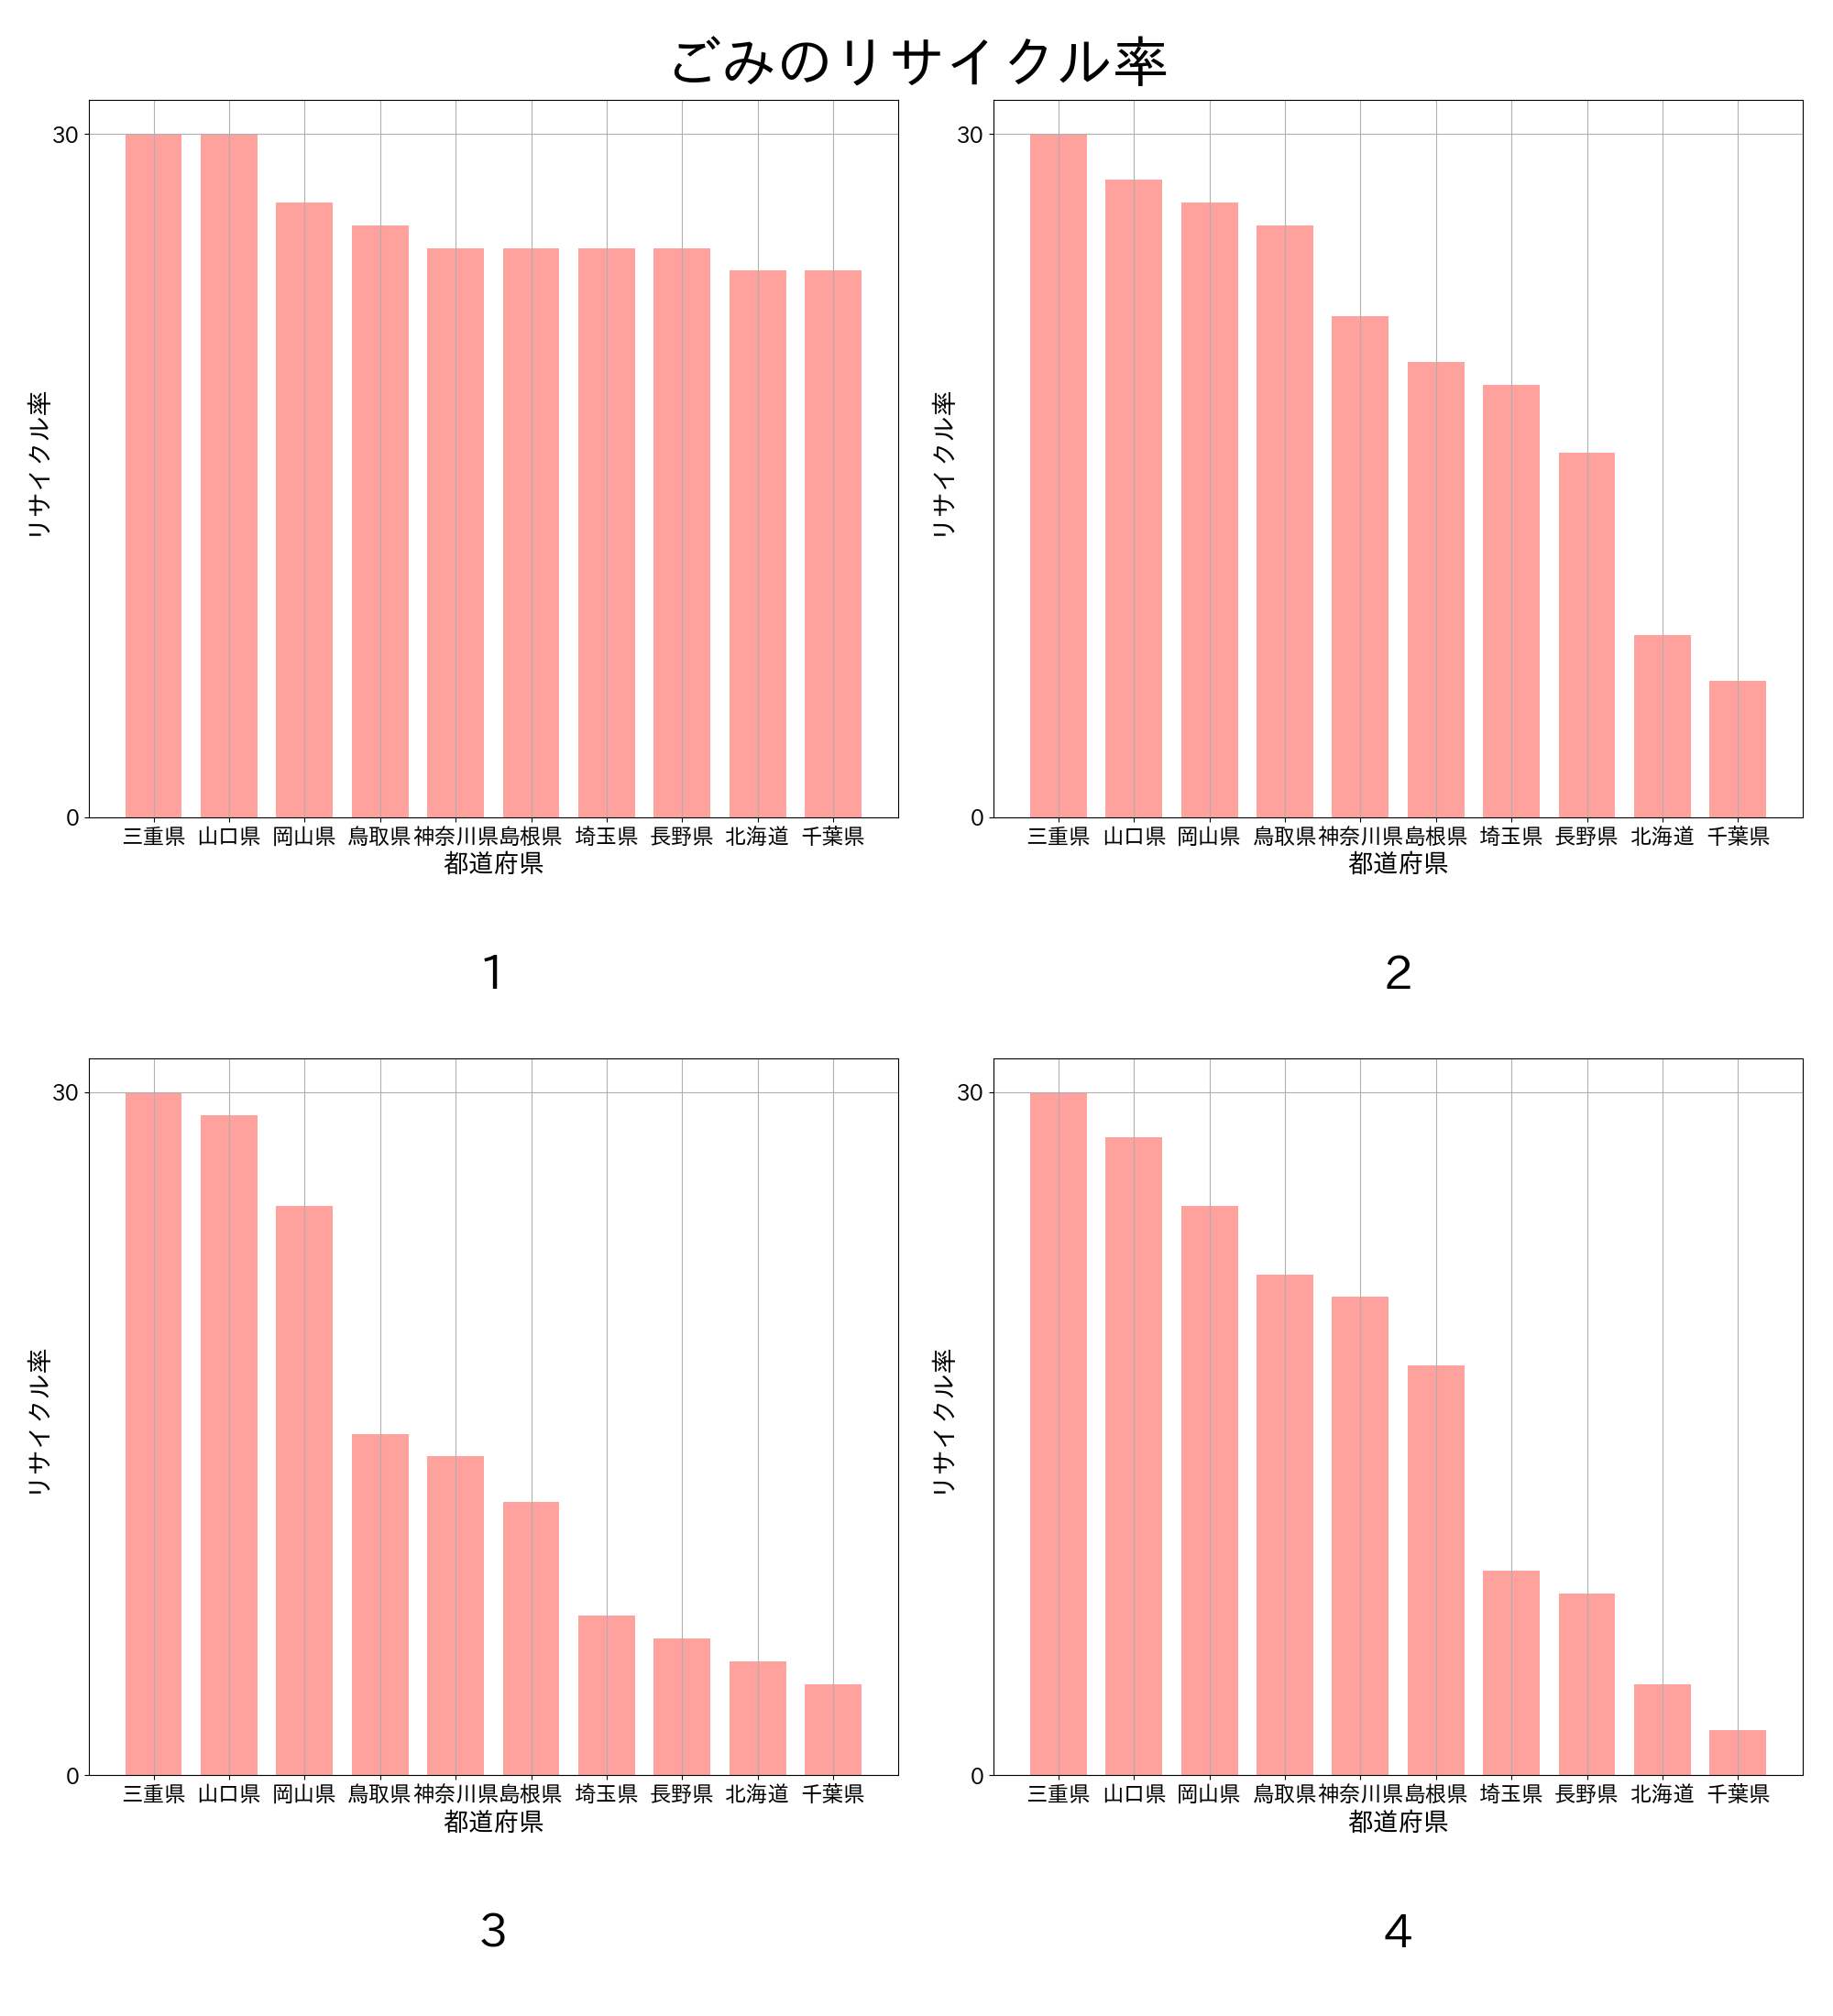 ごみのリサイクル率
30
0
リサイクル率
三重県 山口県 岡山県 鳥取県 神奈川県 島根県 埼玉県 長野県 北海道 千葉県
都道府県
1
30
0
リサイクル率
三重県 山口県 岡山県 鳥取県 神奈川県 島根県 埼玉県 長野県 北海道 千葉県
都道府県
2
30
0
リサイクル率
三重県 山口県 岡山県 鳥取県 神奈川県 島根県 埼玉県 長野県 北海道 千葉県
都道府県
3
30
0
リサイクル率
三重県 山口県 岡山県 鳥取県 神奈川県 島根県 埼玉県 長野県 北海道 千葉県
都道府県
4